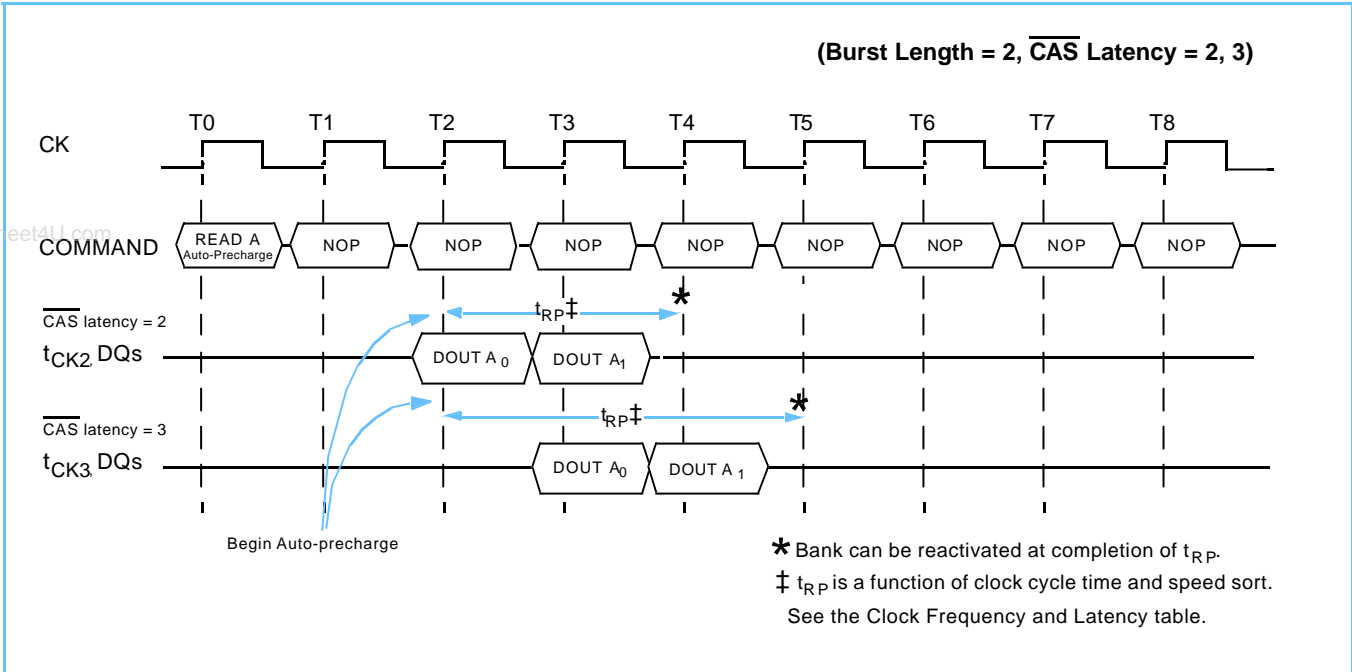 (Burst Length = 2, CAS Latency = 2, 3)
T0 T1 T2 T3 T4 T5 T6 T7 T8
CK
eet4U.com
COMMAND READ A Auto-Precharge NOP NOP NOP NOP NOP NOP NOP NOP
tRP‡ *
CAS latency = 2
tCK2, DQs DOUT A0 DOUT A1
tRP‡ *
CAS latency = 3
tCK3, DQs DOUT A0 DOUT A1
Begin Auto-precharge
* Bank can be reactivated at completion of tRP.
‡ tRP is a function of clock cycle time and speed sort.
See the Clock Frequency and Latency table.